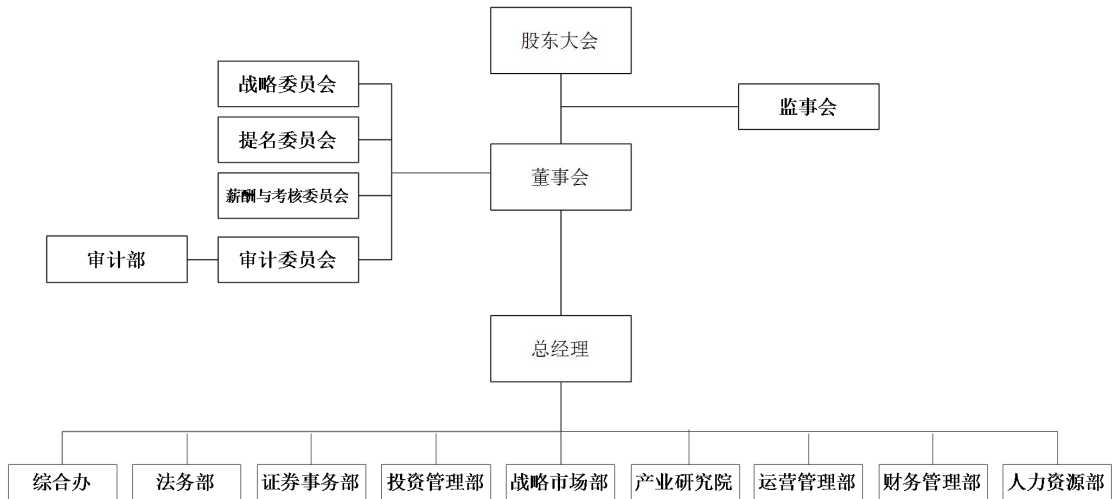 股东大会
战略委员会
监事会
提名委员会
董事会
薪酬与考核委员会
审计部
审计委员会
总经理
综合办
法务部
证券事务部
投资管理部
战略市场部
产业研究院
运营管理部
财务管理部
人力资源部